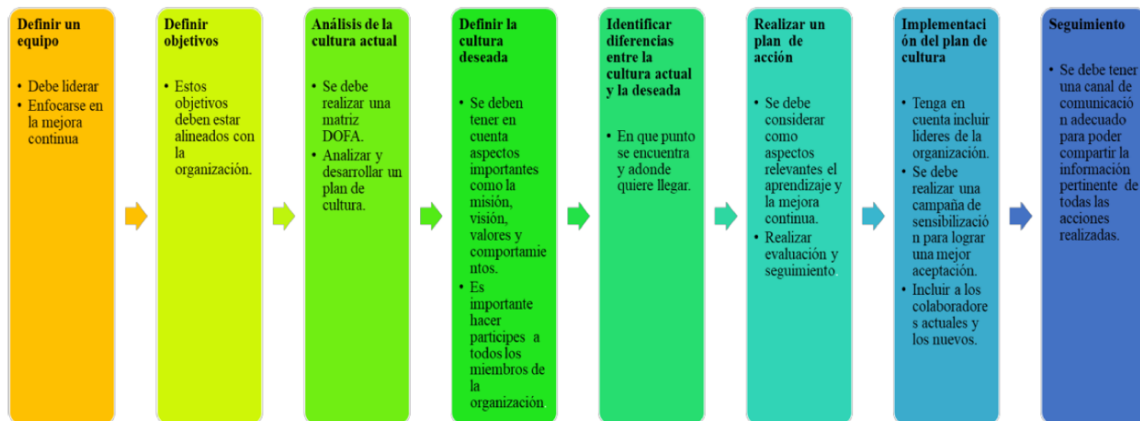 Definir un
equipo
• Debe liderar
• Enfocarse en
la mejora
continua
Definir
objetivos
• Estos
objetivos
deben estar
alineados con
la
organización.
Análisis de la
cultura actual
• Se debe
realizar una
matriz
DOFA.
• Analizar y
desarrollar un
plan de
cultura.
Definir la
cultura
deseada
• Se deben
tener en
cuenta
aspectos
importantes
como la
misión,
visión,
valores y
comportamie
ntos.
• Es
importante
hacer
participes a
todos los
miembros de
la
organización
Identificar
diferencias
entre la
cultura actual
y la deseada
• En que punto
se encuentra
y adonde
quiere llegar.
Realizar un
plan de
acción
• Se debe
considerar
como
aspectos
relevantes el
aprendizaje y
la mejora
continua.
• Realizar
evaluación y
seguimiento
Implementac
ión del plan de
cultura
• Tenga en
cuenta incluir
lideres de la
organización.
• Se debe
realizar una
campaña de
sensibilizació
n para lograr
una mejor
aceptación.
• Incluir a los
colaborador
es actuales y
los nuevos.
Seguimiento
• Se debe tener
una canal de
comunicació
n adecuado
para poder
compartir la
información
pertinente de
todas las
acciones
realizadas.